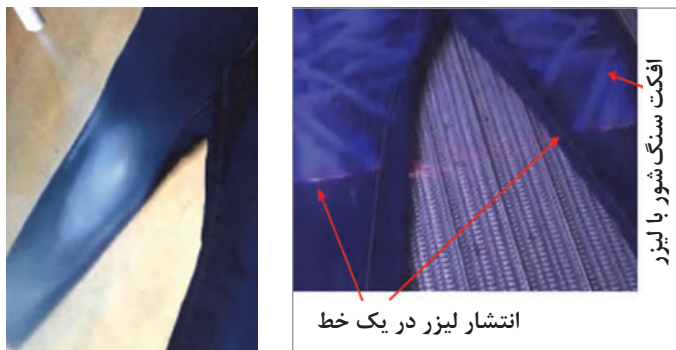 افکت سنگ شور با لیزر
انتشار لیزر در یک خط